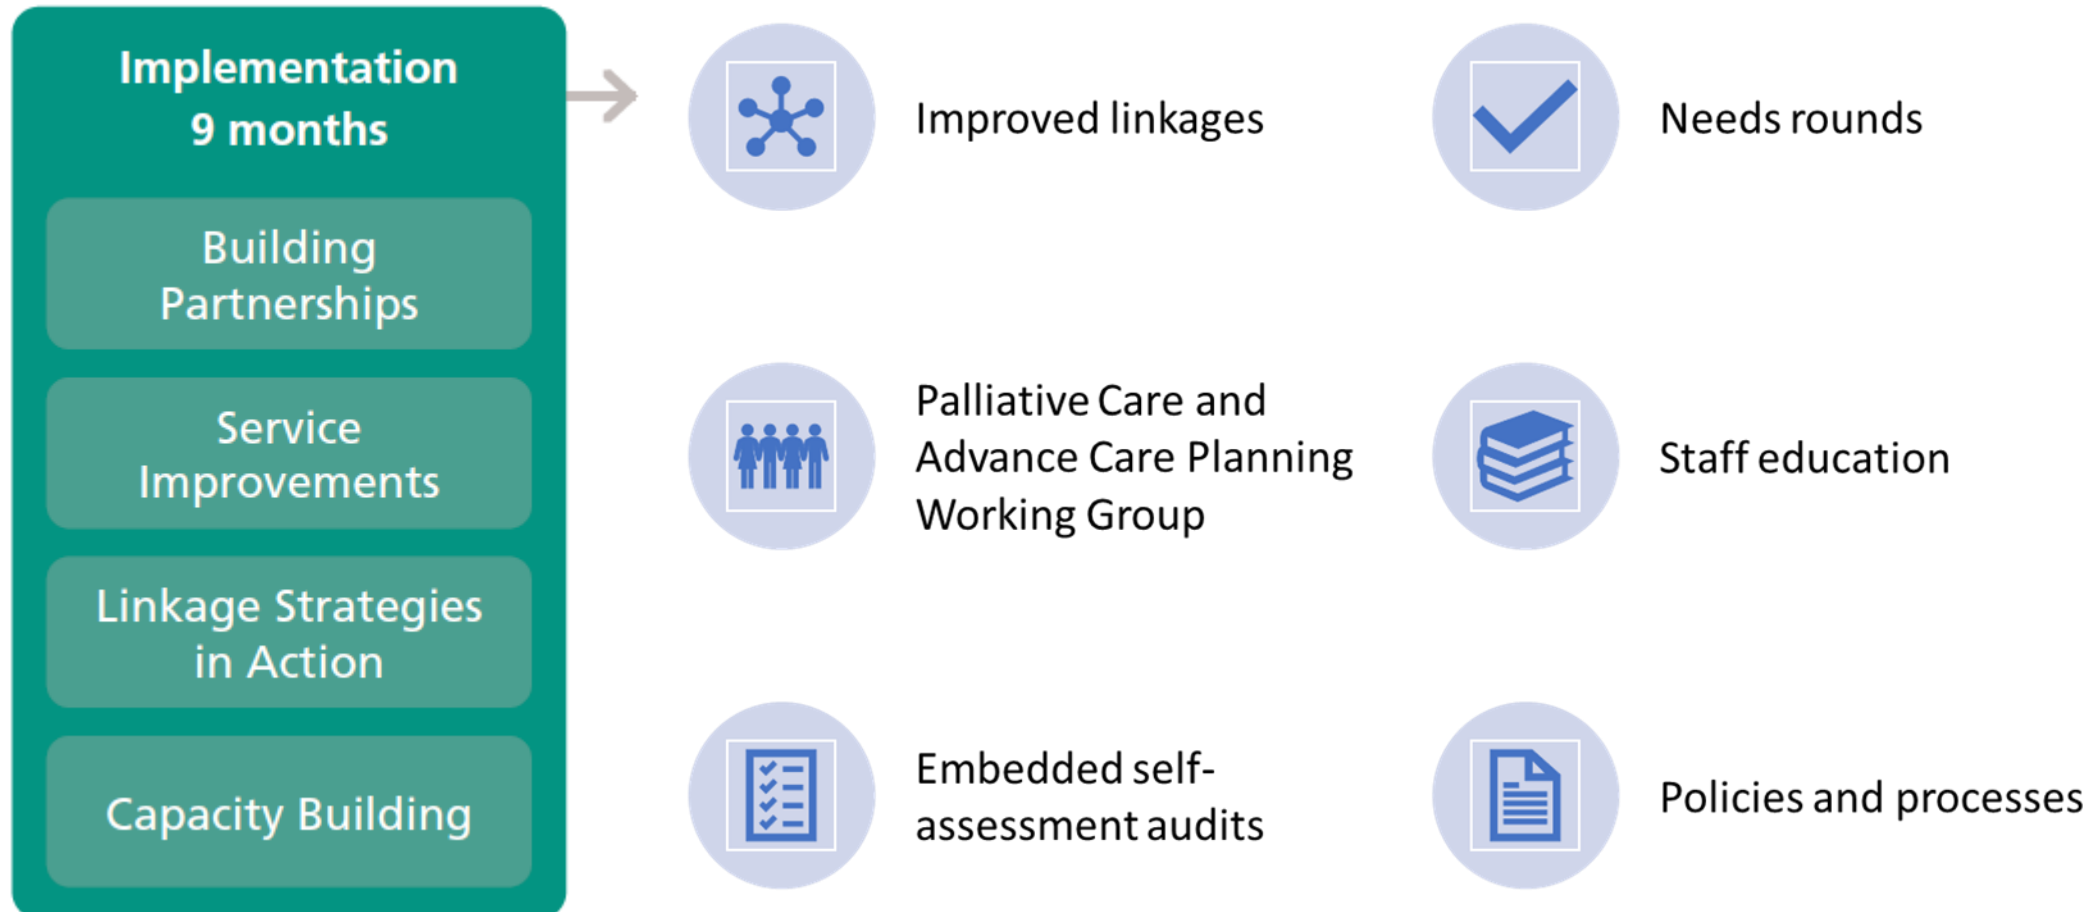 Implementation
9 months
Building
Partnerships
Service
Improvements
Linkage Strategies
in Action
Capacity Building
Improved linkages
Needs rounds
Palliative Care and
Advance Care Planning
Working Group
Staff education
Embedded self-
assessment audits
Policies and processes